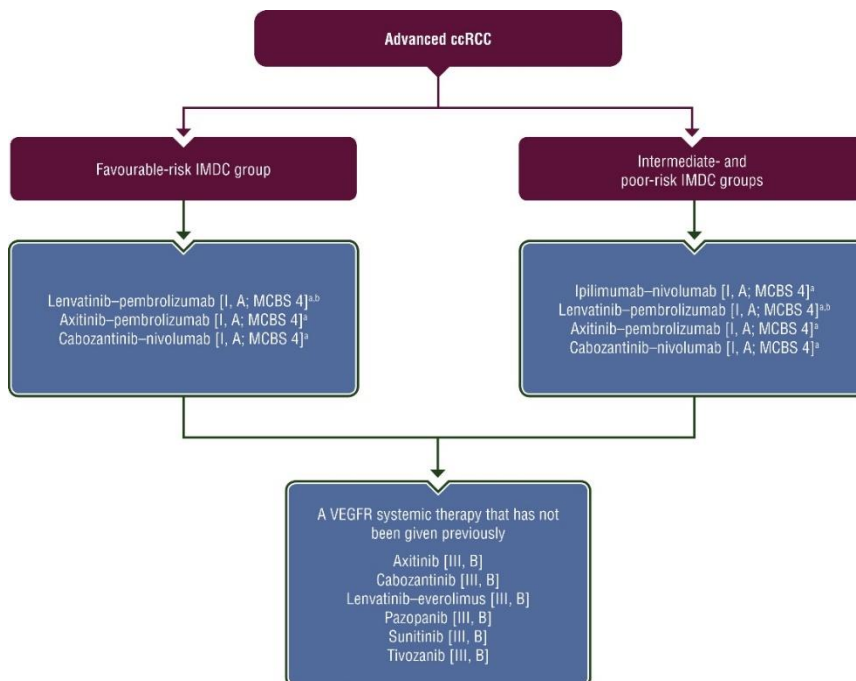 Advanced ccRCC
Favourable-risk IMDC group
Intermediate- and
poor-risk IMDC groups
Lenvatinib–pembrolizumab [I, A; MCBS 4]a,b
Axitinib–pembrolizumab [I, A; MCBS 4]a
Cabozantinib–nivolumab [I, A; MCBS 4]a
Ipilimumab–nivolumab [I, A; MCBS 4]a
Lenvatinib–pembrolizumab [I, A; MCBS 4]a,b
Axitinib–pembrolizumab [I, A; MCBS 4]a
Cabozantinib–nivolumab [I, A; MCBS 4]a
A VEGFR systemic therapy that has not
been given previously
Axitinib [III, B]
Cabozantinib [III, B]
Lenvatinib–everolimus [III, B]
Pazopanib [III, B]
Sunitinib [III, B]
Tivozanib [III, B]